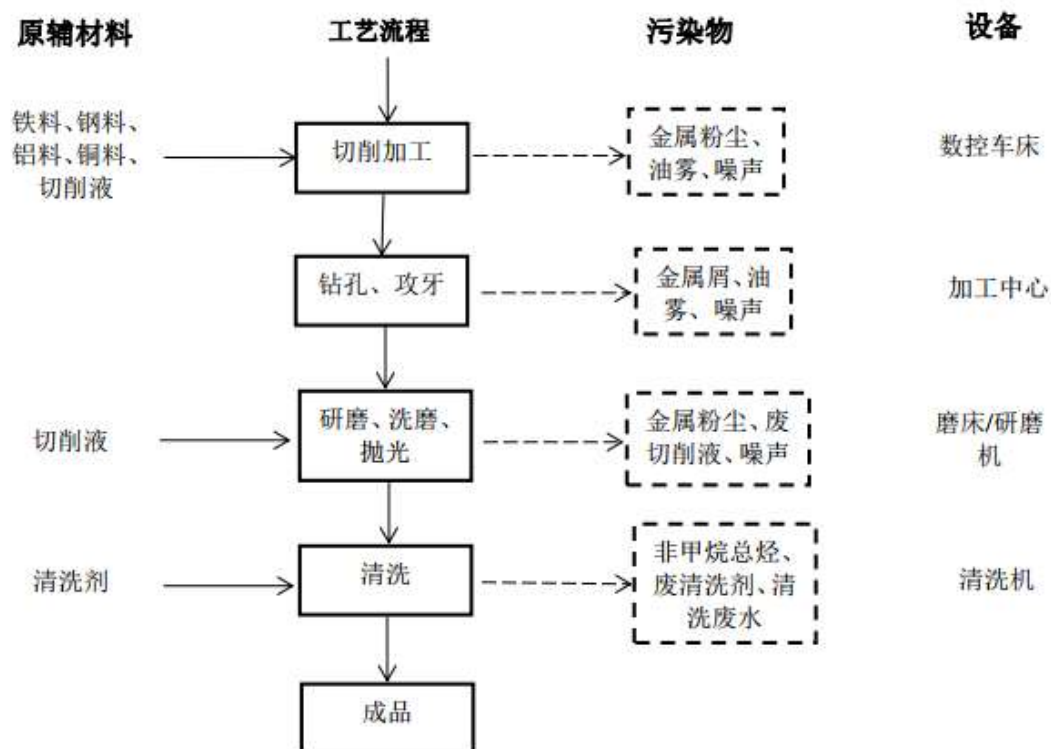 原辅材料
工艺流程
污染物
设备
铁料、钢料、
铝料、铜料、
切削液
切削加工
金属粉尘、
油雾、噪声
数控车床
钻孔、攻牙
金属屑、油
雾、噪声
加工中心
切削液
研磨、洗磨、
抛光
金属粉尘、废
切削液、噪声
磨床/研磨
机
清洗剂
清洗
非甲烷总烃、
废清洗剂、清
洗废水
清洗机
成品